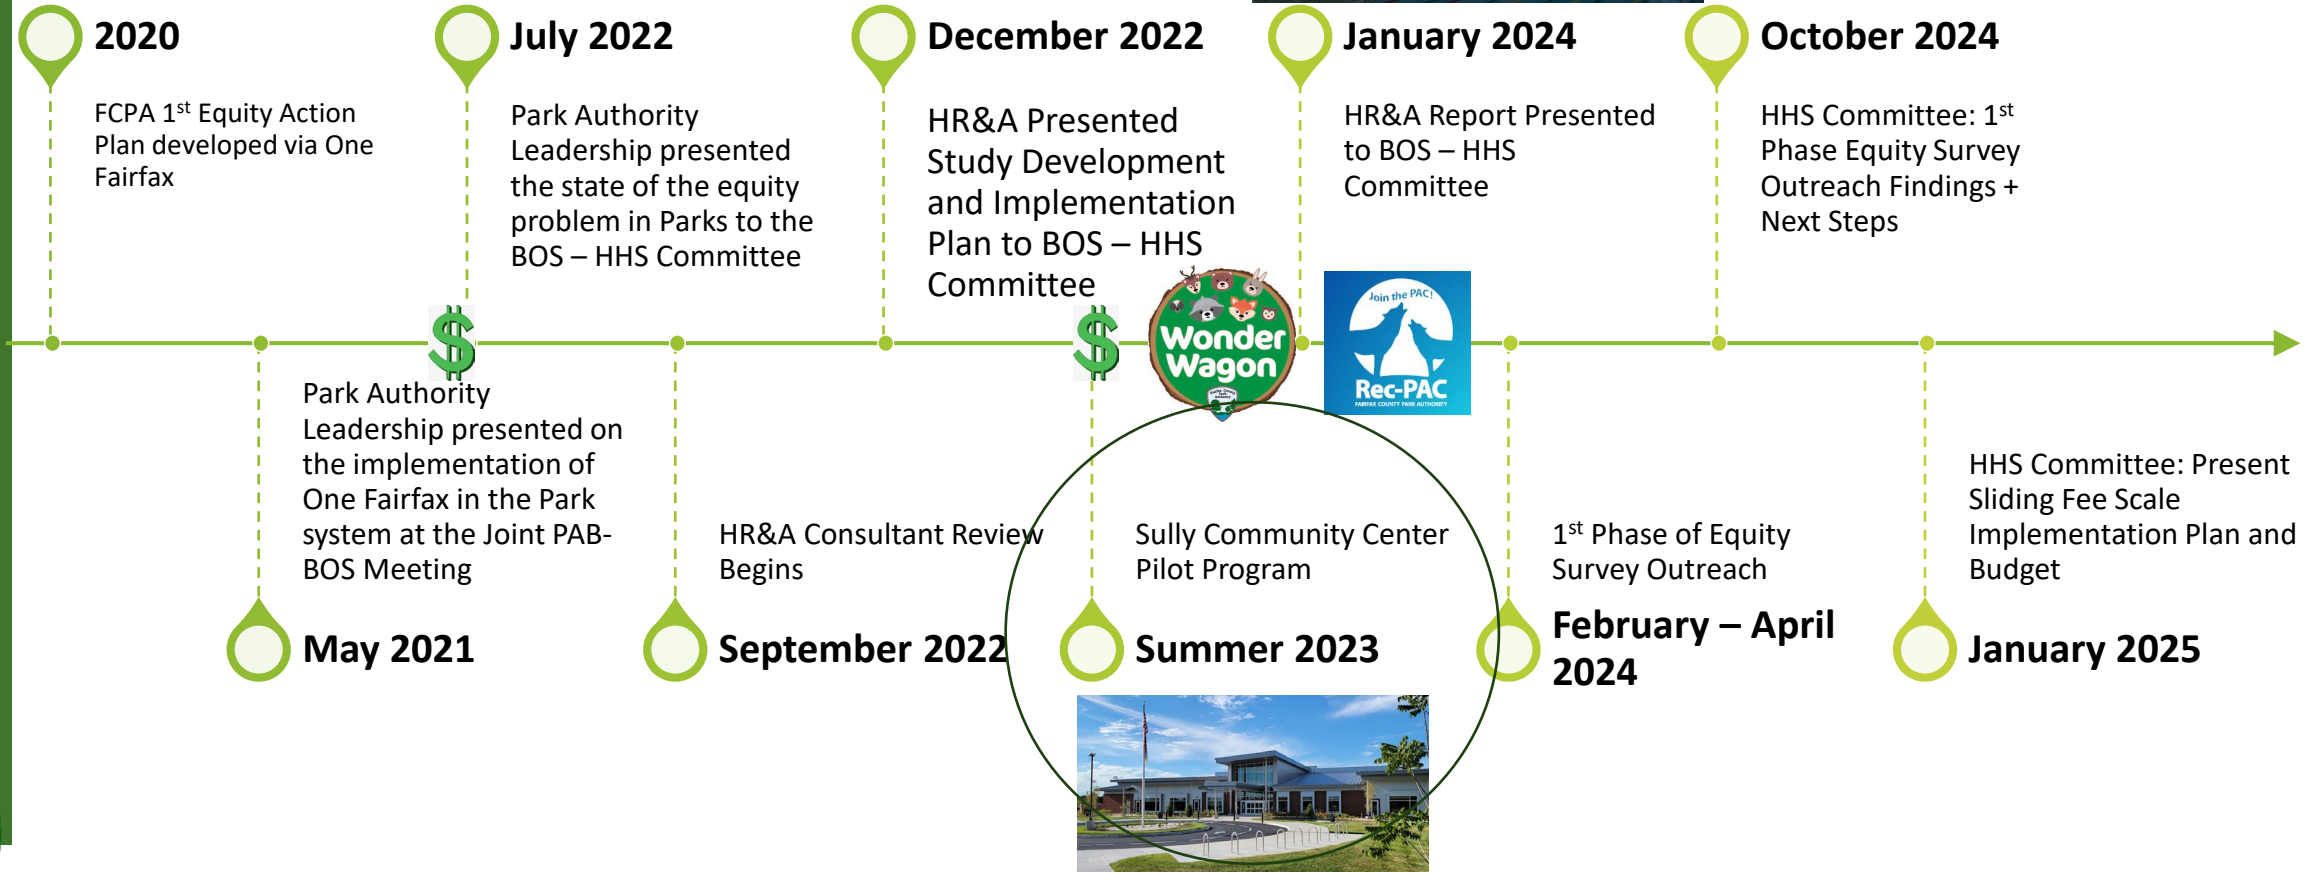 2020
FCPA 1st Equity Action
Plan developed via One
Fairfax
July 2022
Park Authority
Leadership presented
the state of the equity
problem in Parks to the
BOS – HHS Committee
December 2022
HR&A Presented
Study Development
and Implementation
Plan to BOS – HHS
Committee
January 2024
HR&A Report Presented
to BOS – HHS
Committee
October 2024
HHS Committee: 1st
Phase Equity Survey
Outreach Findings +
Next Steps
$
$
Wonder
Wagon
Join the PAC!
Rec-PAC
FAIRFAX COUNTY PARK AUTHORITY
Park Authority
Leadership presented on
the implementation of
One Fairfax in the Park
system at the Joint PAB-
BOS Meeting
May 2021
HR&A Consultant Review
Begins
September 2022
Sully Community Center
Pilot Program
Summer 2023
1st Phase of Equity
Survey Outreach
February – April
2024
HHS Committee: Present
Sliding Fee Scale
Implementation Plan and
Budget
January 2025